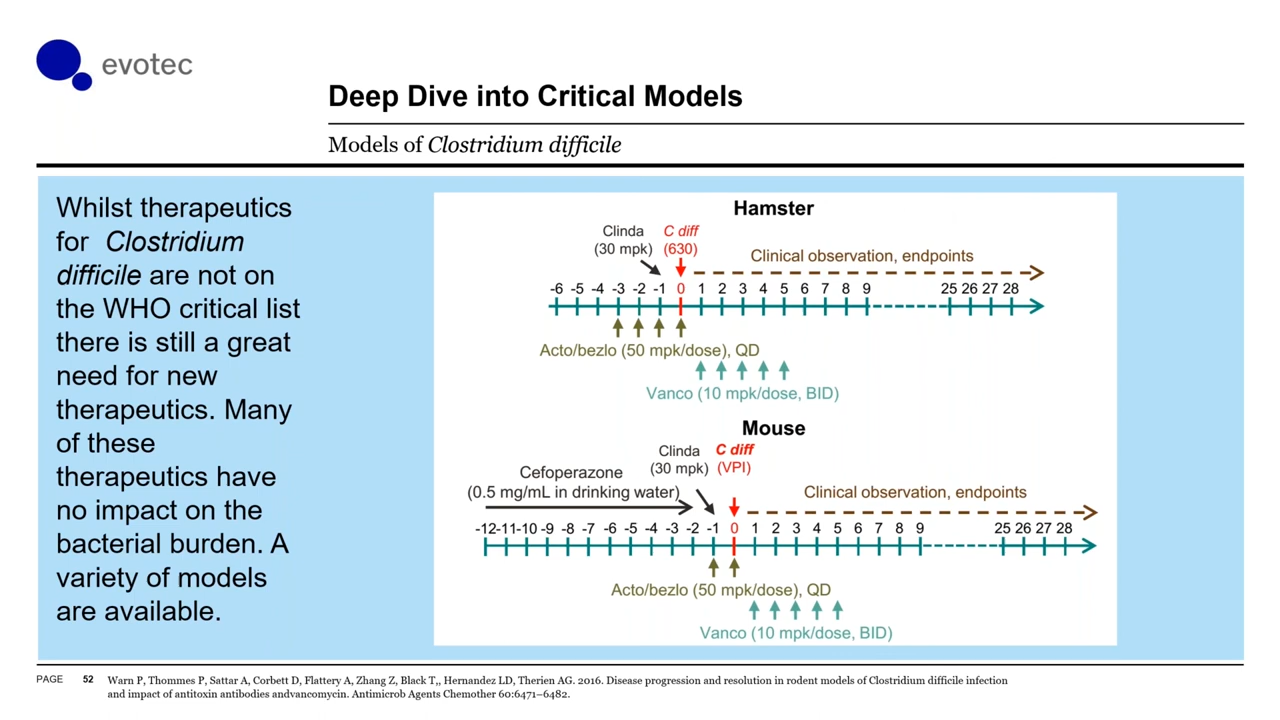 evotec
Deep Dive into Critical Models
Models of Clostridium difficile
Whilst therapeutics
for Clostridium
difficile are not on
the WHO critical list
there is still a great
need for new
therapeutics. Many
of these
therapeutics have
no impact on the
bacterial burden. A
variety of models
are available.
Hamster
Clinda C diff
(30 mpk) (630)
Clinical observation, endpoints
-6 -5 -4 -3 -2 -1 0 1 2 3 4 5 6 7 8 9 25 26 27 28
Acto/bezlo (50 mpk/dose), QD
Vanco (10 mpk/dose, BID)
Mouse
Clinda C diff
(30 mpk) (VPI)
Cefoperazone
(0.5 mg/mL in drinking water)
Clinical observation, endpoints
-12 -11 -10 -9 -8 -7 -6 -5 -4 -3 -2 -1 0 1 2 3 4 5 6 7 8 9 25 26 27 28
Acto/bezlo (50 mpk/dose), QD
Vanco (10 mpk/dose, BID)
PAGE 52 Warn P, Thommes P, Sattar A, Corbett D, Flattery A, Zhang Z, Black T,, Hernandez LD, Therien AG. 2016. Disease progression and resolution in rodent models of Clostridium difficile infection
and impact of antitoxin antibodies andvancomycin. Antimicrob Agents Chemother 60:6471–6482.